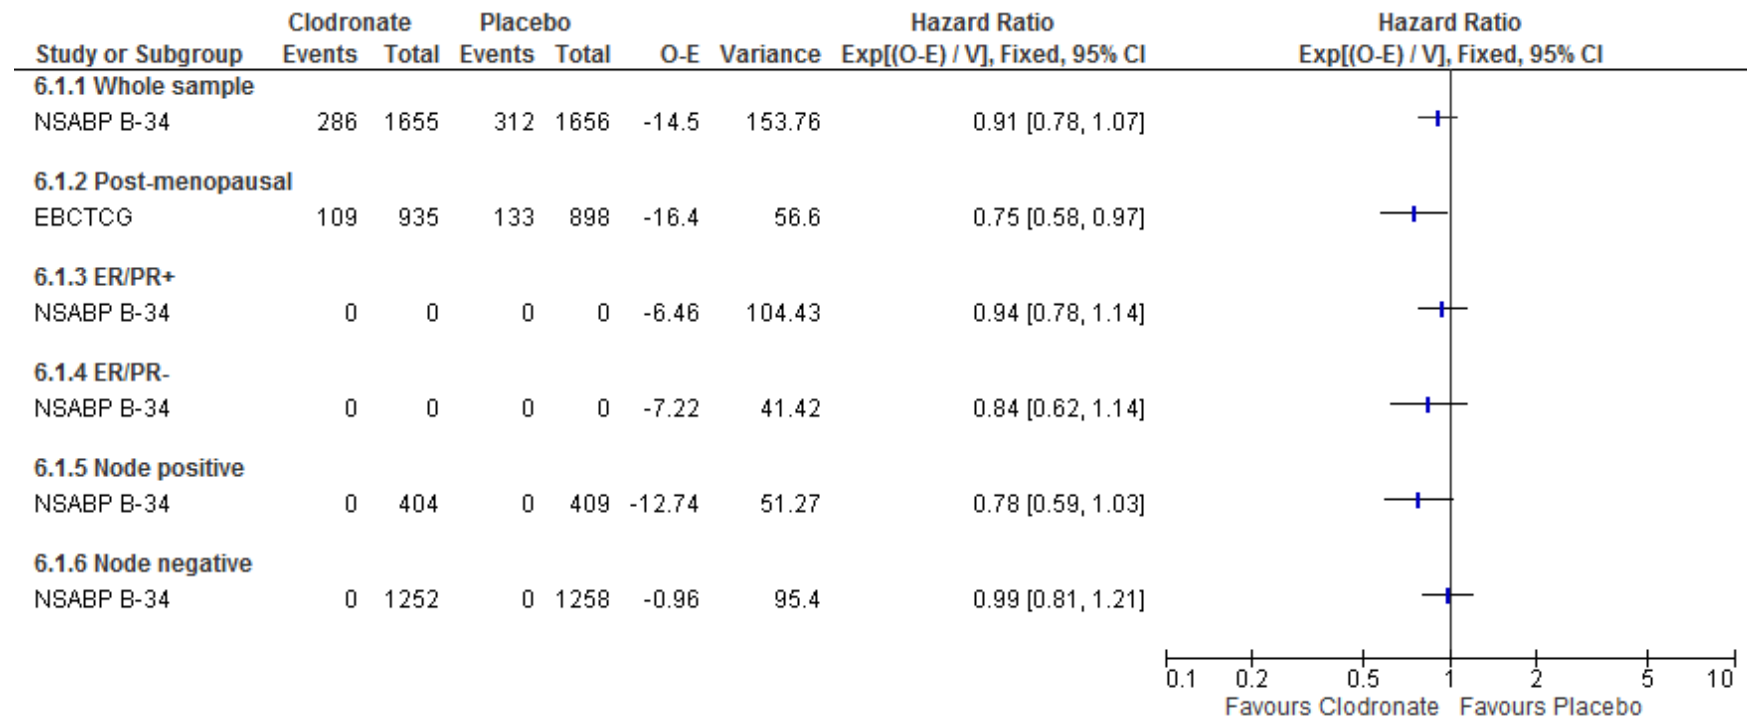 Clodronate Placebo Hazard Ratio Hazard Ratio
Study or Subgroup Events Total Events Total O-E Variance Exp[(O-E) / V], Fixed, 95% CI Exp[(O-E) / V], Fixed, 95% CI
6.1.1 Whole sample
NSABP B-34 286 1655 312 1656 -14.5 153.76 0.91 [0.78, 1.07]
6.1.2 Post-menopausal
EBCTCG 109 935 133 898 -16.4 56.6 0.75 [0.58, 0.97]
6.1.3 ER/PR+
NSABP B-34 0 0 0 0 -6.46 104.43 0.94 [0.78, 1.14]
6.1.4 ER/PR-
NSABP B-34 0 0 0 0 -7.22 41.42 0.84 [0.62, 1.14]
6.1.5 Node positive
NSABP B-34 0 404 0 409 -12.74 51.27 0.78 [0.59, 1.03]
6.1.6 Node negative
NSABP B-34 0 1252 0 1258 -0.96 95.4 0.99 [0.81, 1.21]
0.1 0.2 0.5 1 2 5 10
Favours Clodronate Favours Placebo